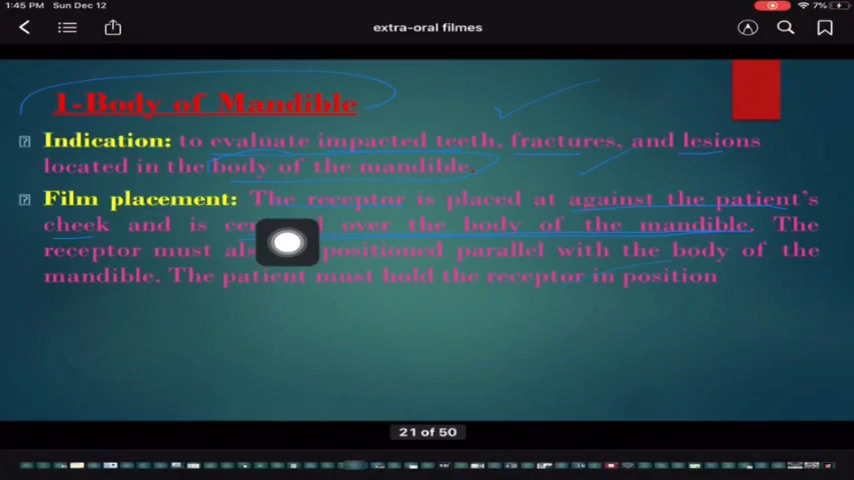 1:45 PM Sun Dec 12
7%
extra-oral filmes
1-Body of Mandible
Indication: to evaluate impacted teeth, fractures, and lesions
located in the body of the mandible.
Film placement: The receptor is placed at against the patient's
cheek and is over the body of the mandible. The
receptor must positioned parallel with the body of the
mandible. The patient must hold the receptor in position
21 of 50